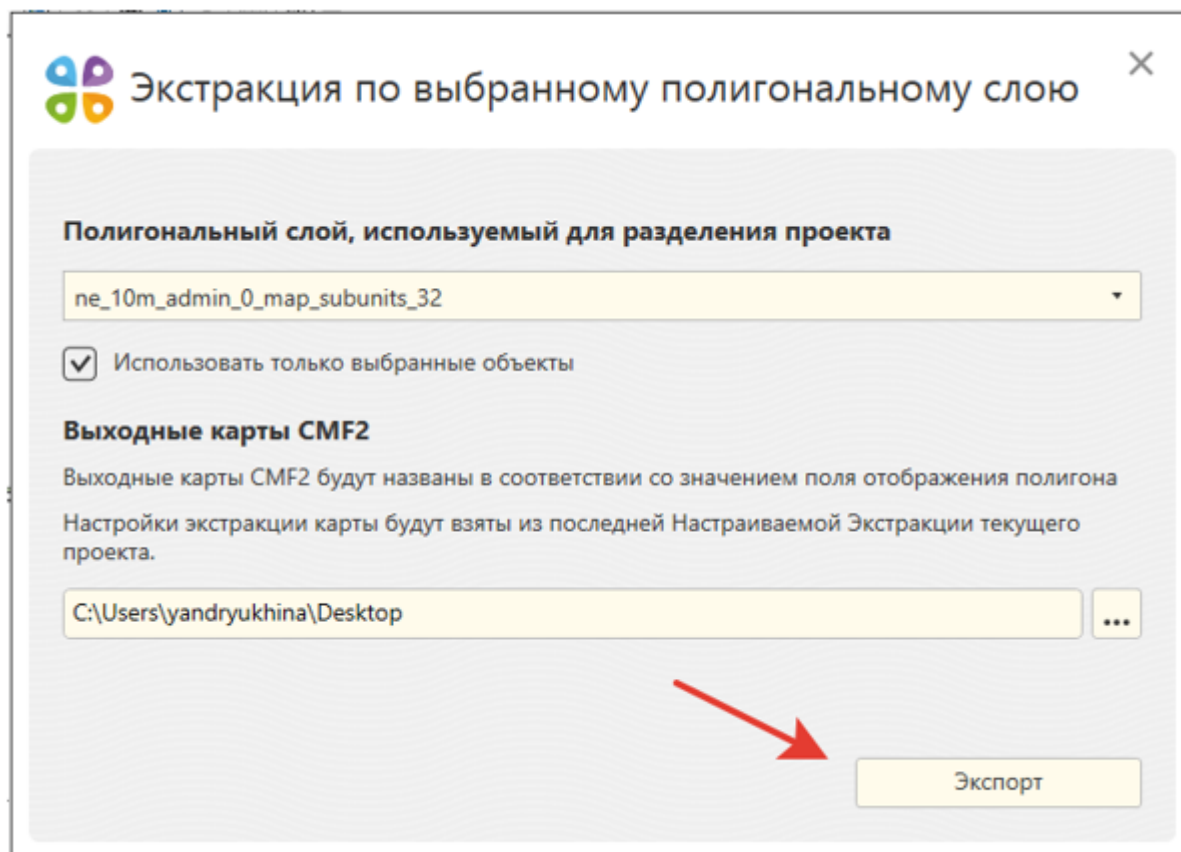 Экстракция по выбранному полигональному слою
Полигональный слой, используемый для разделения проекта
ne_10m_admin_0_map_subunits_32
Использовать только выбранные объекты
Выходные карты CMF2
Выходные карты CMF2 будут названы в соответствии со значением поля отображения полигона
Настройки экстракции карты будут взяты из последней Настраиваемой Экстракции текущего
проекта.
C:\Users\yandryukhina\Desktop
...
Экспорт